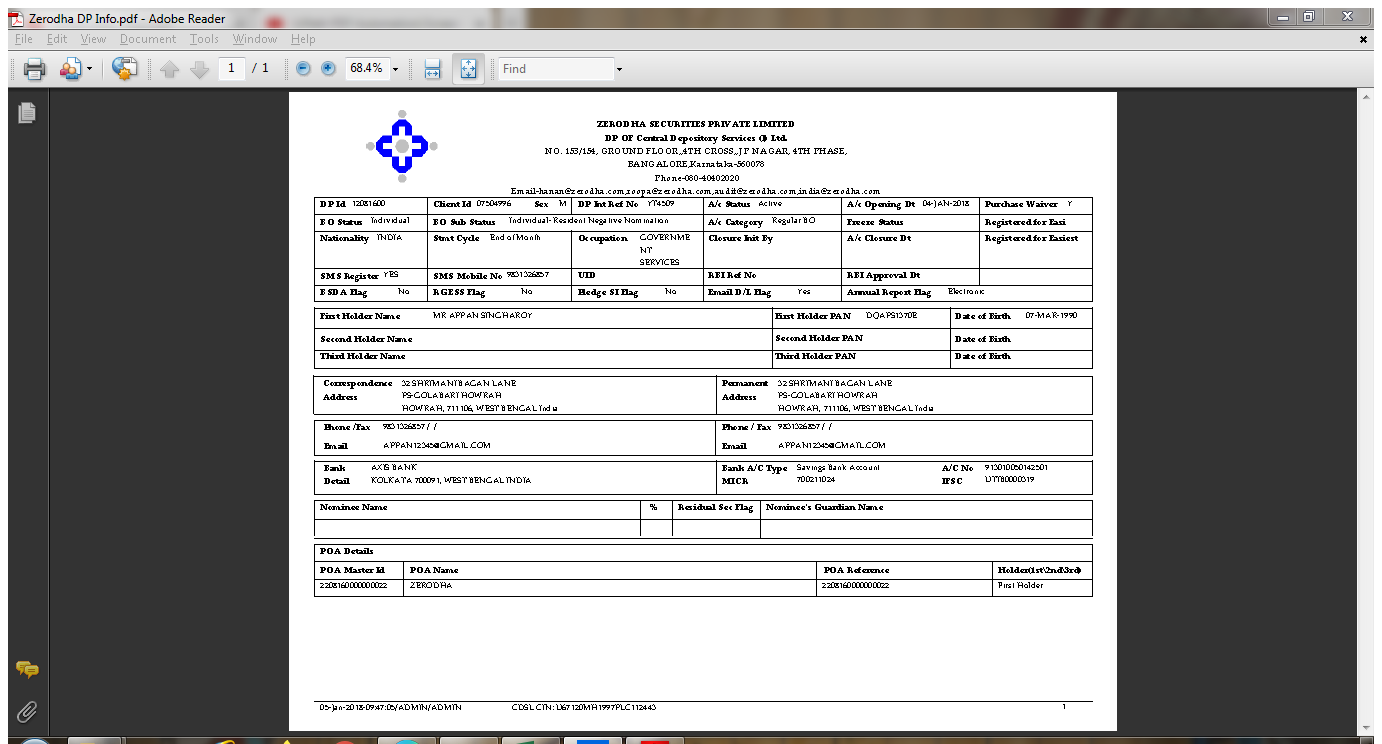 Zerodha DP Info.pdf - Adobe Reader
File Edit View Document Tools Window Help
1 / 1 68.4% Find
ZERODHA SECURITIES PRIVATE LIMITED
DP OF Central Depository Services (I) Ltd.
NO. 153/154, GROUND FLOOR,,4TH CROSS,,J P NAGAR, 4TH PHASE,
BANGALORE,Karnataka-560078
Phone-080-40402020
Email-hanan@zerodha.com,roopa@zerodha.com,audit@zerodha.com,india@zerodha.com
DP Id 12081600 Client Id 07504996 Sex M DP Int Ref No YT4509 A/c Status Active A/c Opening Dt 04-JAN-2018 Purchase Waiver Y
BO Status Individual BO Sub Status Individual-Resident Negative Nomination A/c Category Regular BO Freeze Status Registered for Easi
Nationality INDIA Stmt Cycle End of Month Occupation GOVERNME Closure Init By A/c Closure Dt Registered for Easiest
NT
SERVICES
SMS Register YES SMS Mobile No 9831326857 UID RBI Ref No RBI Approval Dt
BSDA Flag No RGESS Flag No Hedge SI Flag No Email D/L Flag Yes Annual Report Flag Electronic
First Holder Name MR APPAN SINGHAROY First Holder PAN DQAPS1370E Date of Birth 07-MAR-1990
Second Holder Name Second Holder PAN Date of Birth
Third Holder Name Third Holder PAN Date of Birth
Correspondence 32 SHRIMANI BAGAN LANE Permanent 32 SHRIMANI BAGAN LANE
Address PS-GOLABARI HOWRAH Address PS-GOLABARI HOWRAH
HOWRAH, 711106, WEST BENGAL India HOWRAH, 711106, WEST BENGAL India
Phone /Fax 9831326857 / / Phone / Fax 9831326857 / /
Email APPAN12345@GMAIL.COM Email APPAN12345@GMAIL.COM
Bank AXIS BANK Bank A/C Type Savings Bank Account A/C No 913010050142501
Detail KOLKATA 700091, WEST BENGAL INDIA MICR 700211024 IFSC UTIB0000319
Nominee Name % Residual Sec Flag Nominee's Guardian Name
POA Details
POA Master Id POA Name POA Reference Holder(1st\2nd\3rd)
2208160000000022 ZERODHA 2208160000000022 First Holder
05-Jan-2018-09:47:05/ADMIN/ADMIN CDSL CIN: U67120MH1997PLC112443 1